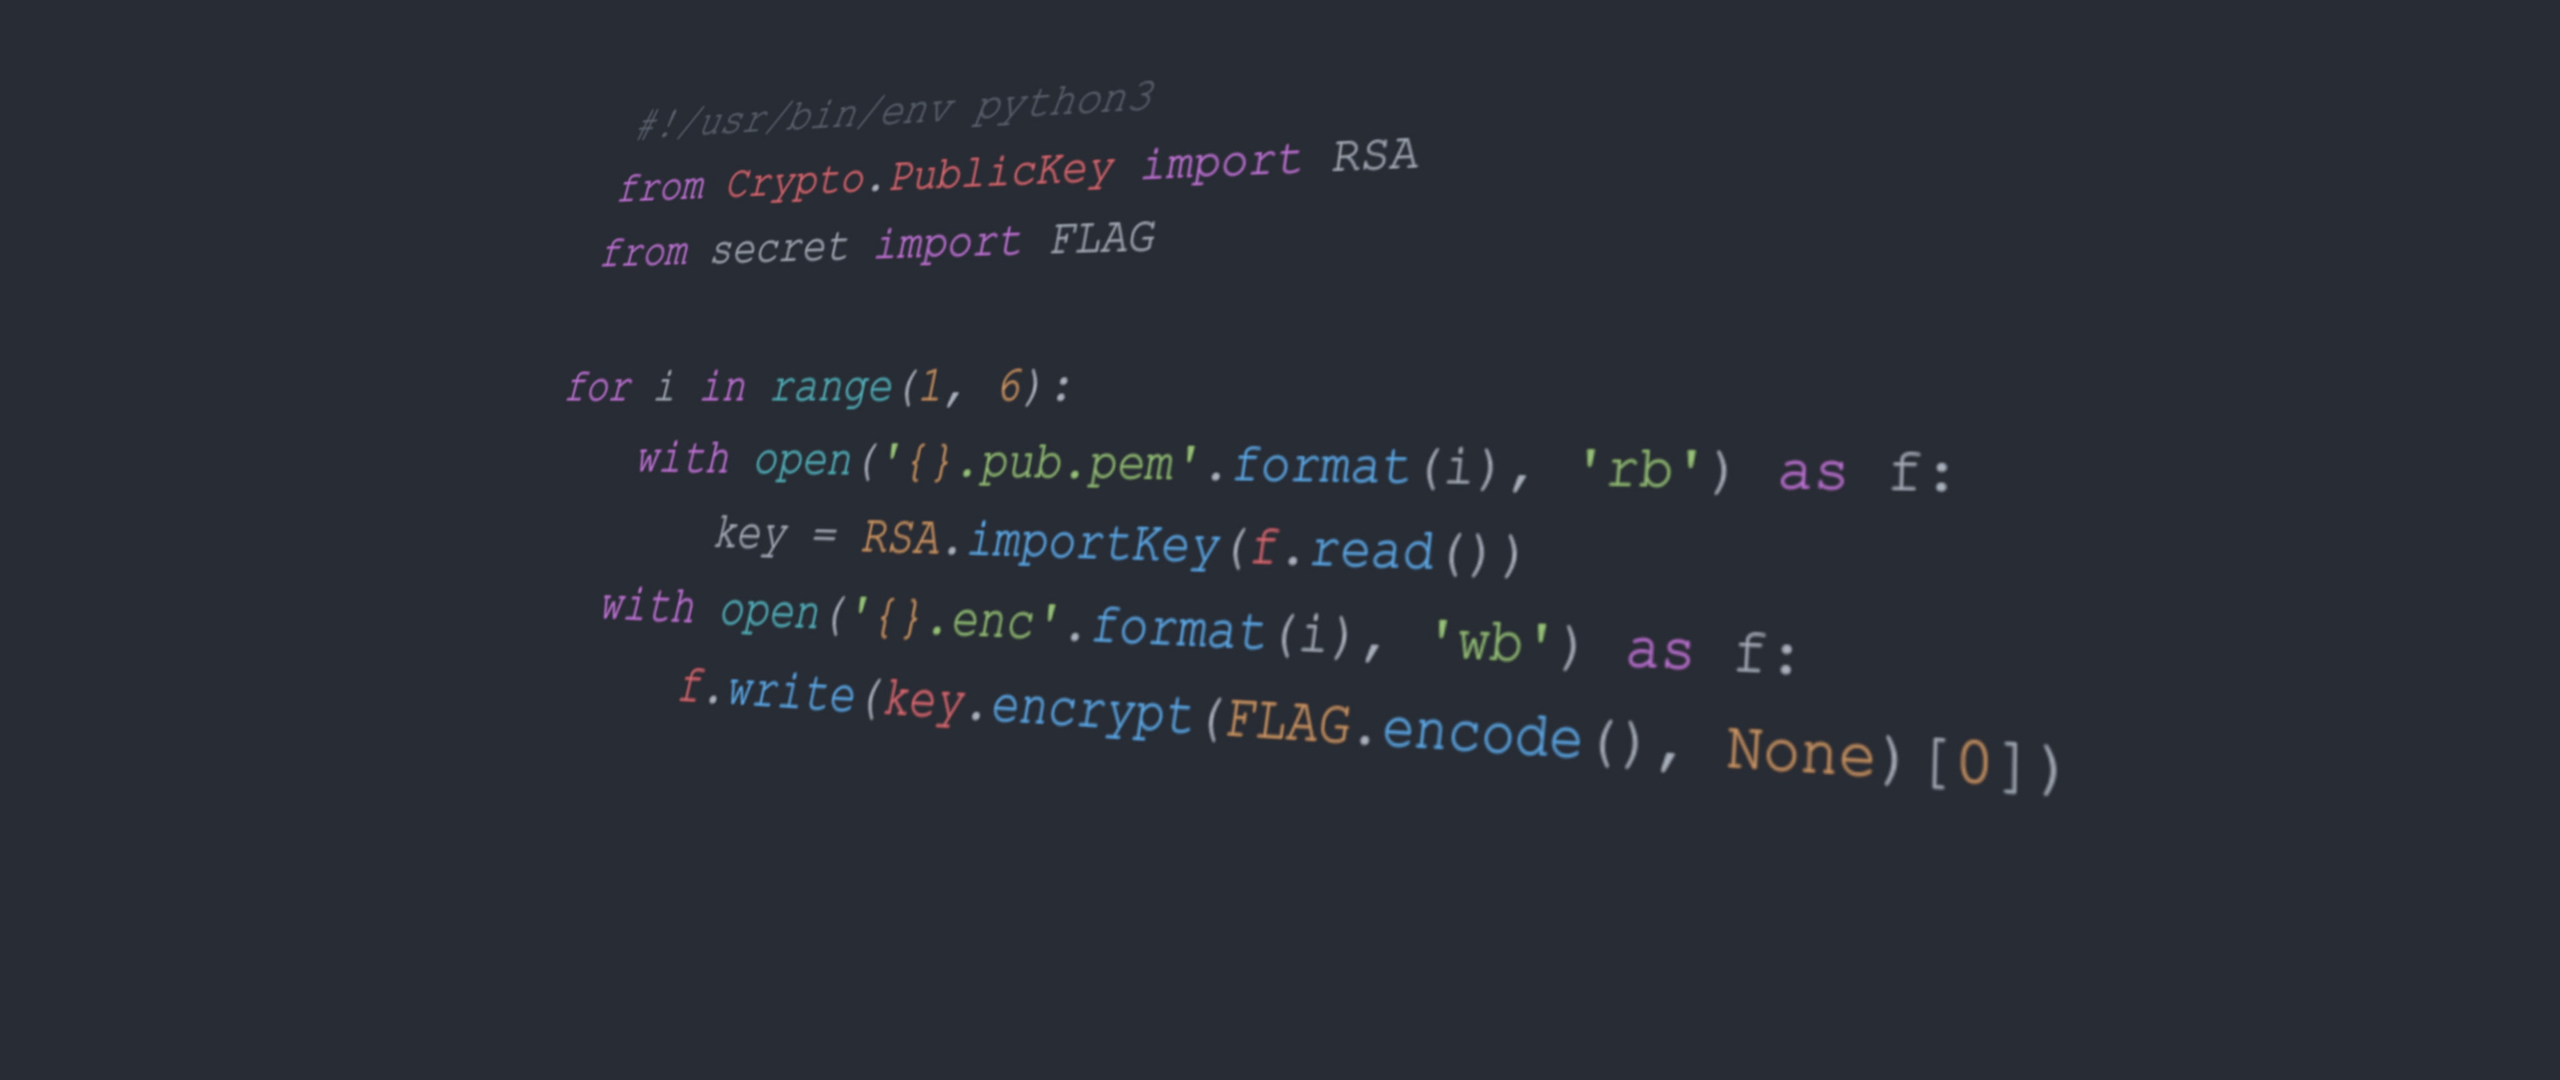 #!/usr/bin/env python3
from Crypto.PublicKey import RSA
from secret import FLAG

for i in range(1, 6):
    with open('{}.pub.pem'.format(i), 'rb') as f:
        key = RSA.importKey(f.read())
    with open('{}.enc'.format(i), 'wb') as f:
        f.write(key.encrypt(FLAG.encode(), None)[0])